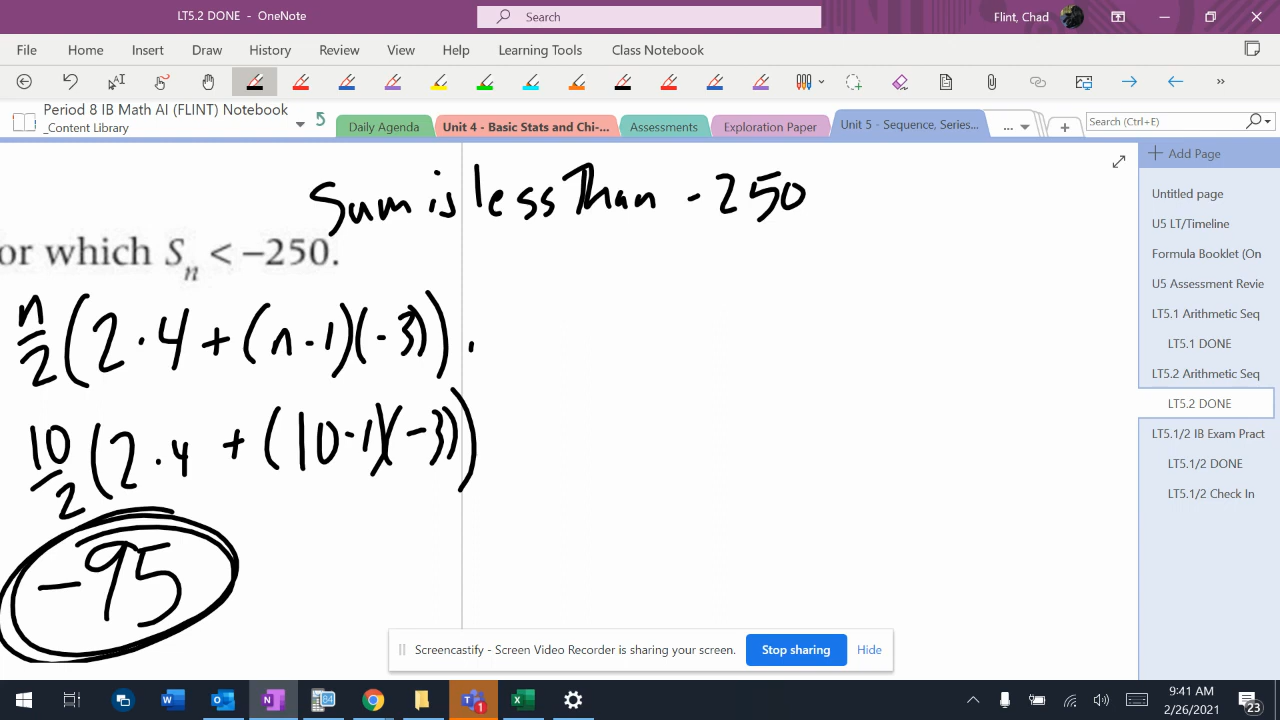 LT5.2 DONE - OneNote
Search
Flint, Chad
File Home Insert Draw History Review View Help Learning Tools Class Notebook
Period 8 IB Math AI (FLINT) Notebook
_Content Library
Daily Agenda
Unit 4 - Basic Stats and Chi-...
Assessments
Exploration Paper
Unit 5 - Sequence, Series...
...
Search (Ctrl+E)
Add Page
Untitled page
U5 LT/Timeline
Formula Booklet (On
U5 Assessment Revie
LT5.1 Arithmetic Seq
LT5.1 DONE
LT5.2 Arithmetic Seq
LT5.2 DONE
LT5.1/2 IB Exam Pract
LT5.1/2 DONE
LT5.1/2 Check In
Sum is less Than -250
or which Sn < −250.
n/2 (2·4 + (n-1)(-3)) .
10/2 (2·4 + (10-1)(-3))
-95
Screencastify - Screen Video Recorder is sharing your screen.
Stop sharing
Hide
84
1
9:41 AM
2/26/2021
23